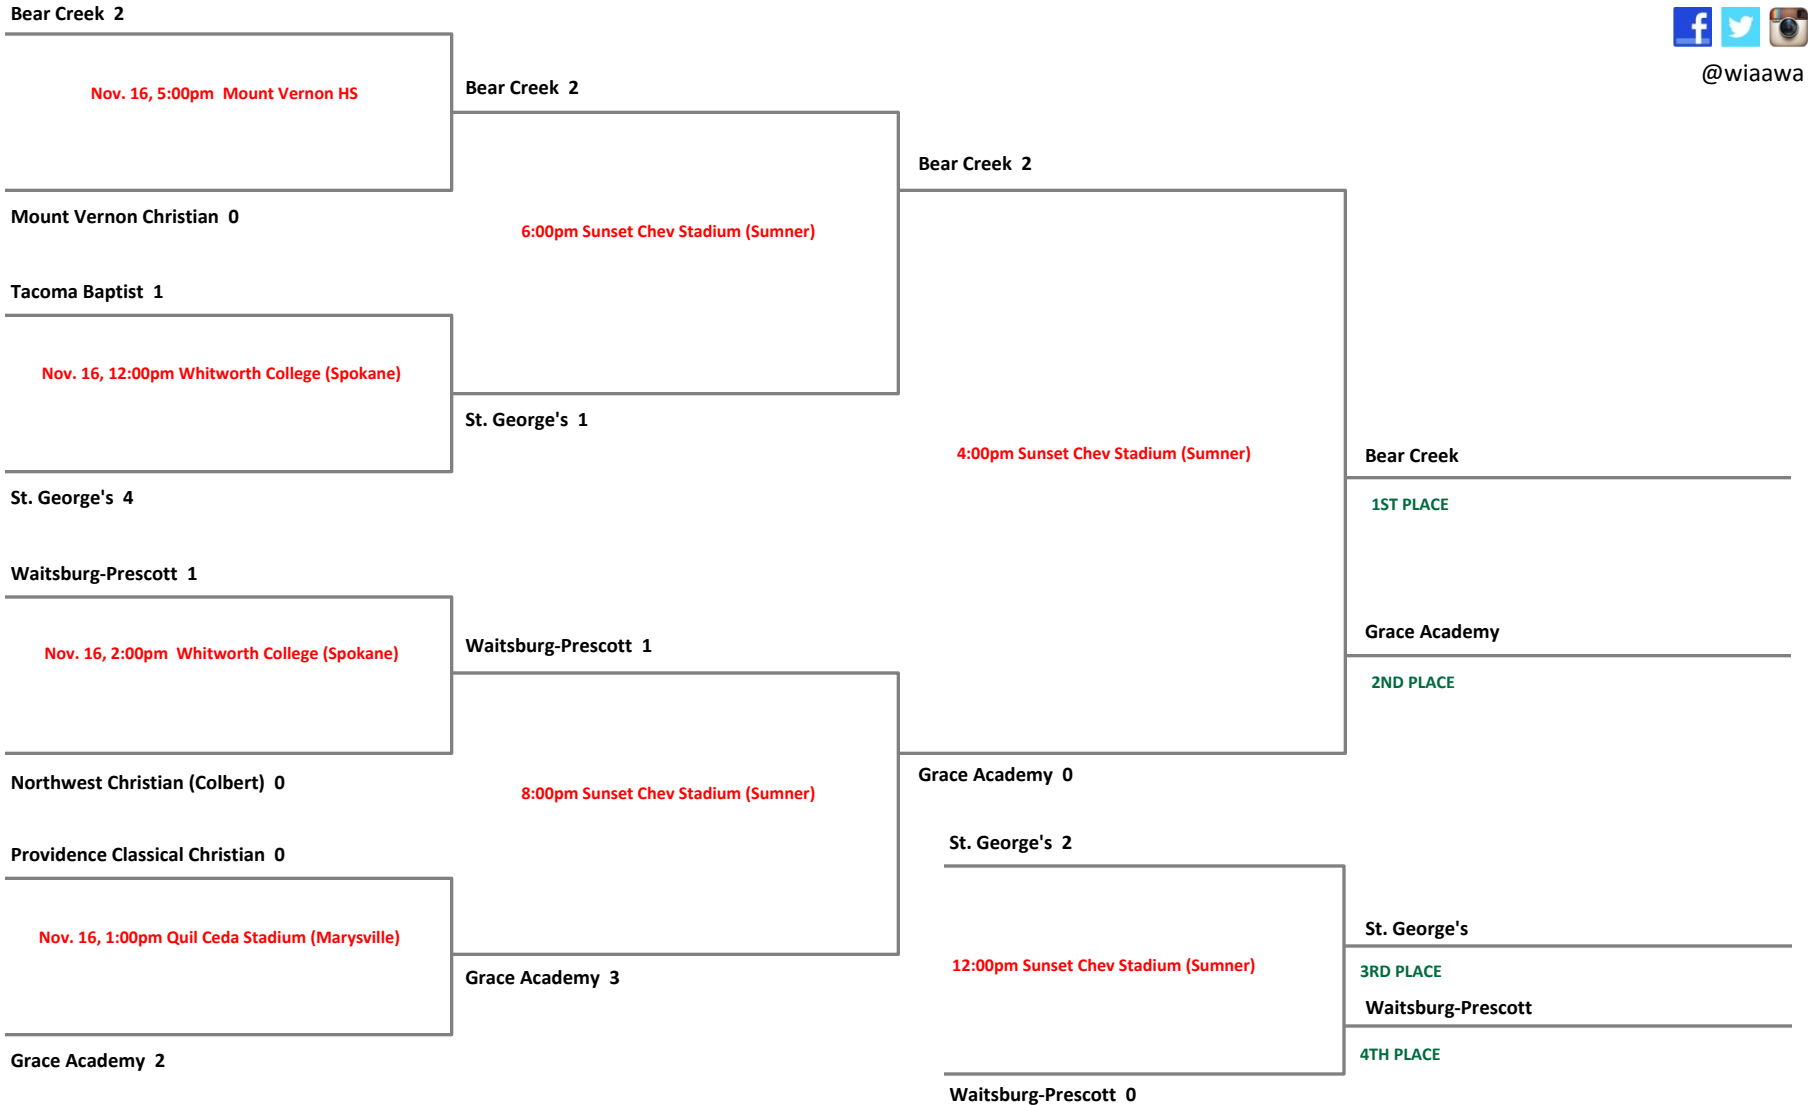 Bear Creek 2
@wiaawa
Nov. 16, 5:00pm Mount Vernon HS
Bear Creek 2
Bear Creek 2
Mount Vernon Christian 0
6:00pm Sunset Chev Stadium (Sumner)
Tacoma Baptist 1
Nov. 16, 12:00pm Whitworth College (Spokane)
St. George's 1
4:00pm Sunset Chev Stadium (Sumner)
Bear Creek
St. George's 4
1ST PLACE
Waitsburg-Prescott 1
Grace Academy
Waitsburg-Prescott 1
Nov. 16, 2:00pm Whitworth College (Spokane)
2ND PLACE
Grace Academy 0
Northwest Christian (Colbert) 0
8:00pm Sunset Chev Stadium (Sumner)
St. George's 2
Providence Classical Christian 0
St. George's
Nov. 16, 1:00pm Quil Ceda Stadium (Marysville)
12:00pm Sunset Chev Stadium (Sumner)
3RD PLACE
Grace Academy 3
Waitsburg-Prescott
4TH PLACE
Grace Academy 2
Waitsburg-Prescott 0